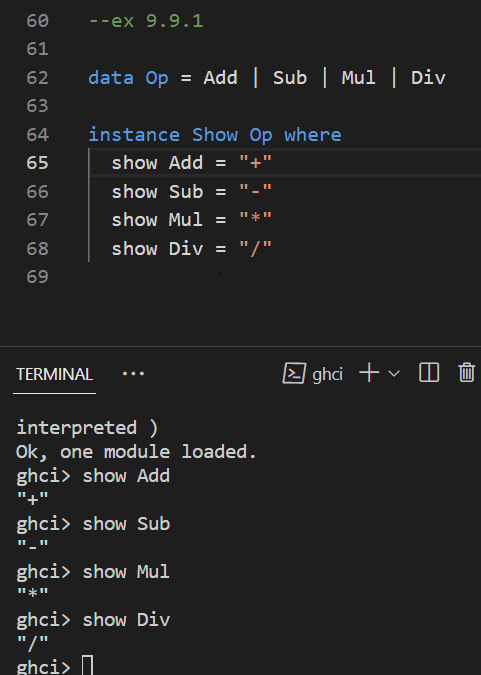 60 --ex 9.9.1
61
62 data Op = Add | Sub | Mul | Div
63
64 instance Show Op where
65 show Add = "+"
66 show Sub = "-"
67 show Mul = "*"
68 show Div = "/"
69
TERMINAL ··· ghci
interpreted )
Ok, one module loaded.
ghci> show Add
"+"
ghci> show Sub
"-"
ghci> show Mul
"*"
ghci> show Div
"/"
ghci>